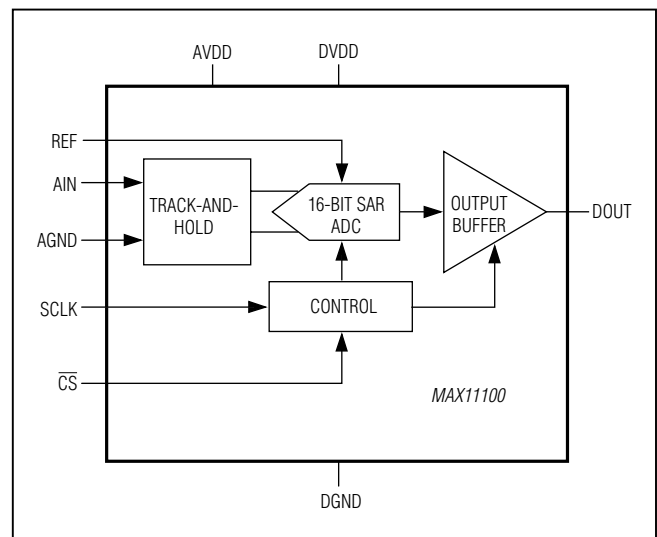 AVDD
DVDD
REF
AIN
AGND
SCLK
CS
TRACK-AND-
HOLD
16-BIT SAR
ADC
OUTPUT
BUFFER
DOUT
CONTROL
MAX11100
DGND